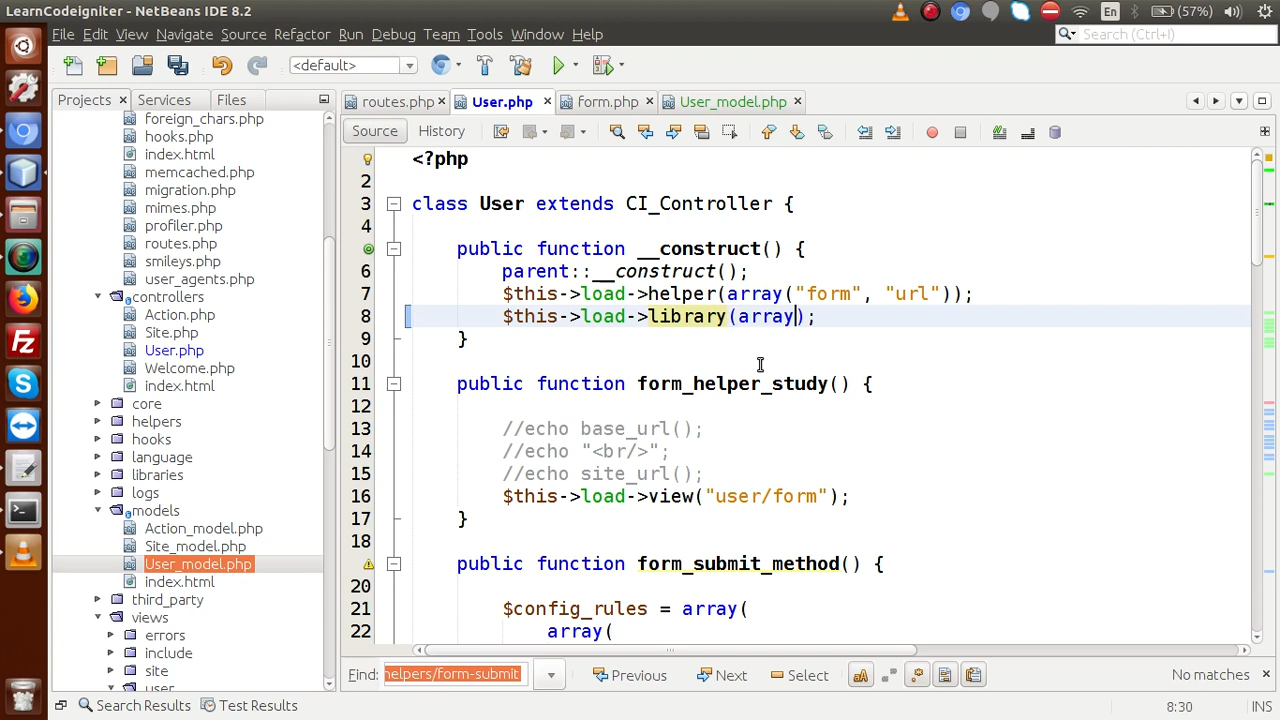 LearnCodeigniter - NetBeans IDE 8.2
En
(57%)
File Edit View Navigate Source Refactor Run Debug Team Tools Window Help
Search (Ctrl+I)
<default>
Projects Services Files
routes.php User.php form.php User_model.php
Source History
foreign_chars.php
hooks.php
index.html
memcached.php
migration.php
mimes.php
profiler.php
routes.php
smileys.php
user_agents.php
controllers
Action.php
Site.php
User.php
Welcome.php
index.html
core
helpers
hooks
language
libraries
logs
models
Action_model.php
Site_model.php
User_model.php
index.html
third_party
views
errors
include
site
user
<?php
2
3 class User extends CI_Controller {
4
public function __construct() {
6 parent::__construct();
7 $this->load->helper(array("form", "url"));
8 $this->load->library(array);
9 }
10
11 public function form_helper_study() {
12
13 //echo base_url();
14 //echo "<br/>";
15 //echo site_url();
16 $this->load->view("user/form");
17 }
18
public function form_submit_method() {
20
21 $config_rules = array(
22 array(
Find: helpers/form-submit Previous Next Select No matches
Search Results Test Results 8:30 INS